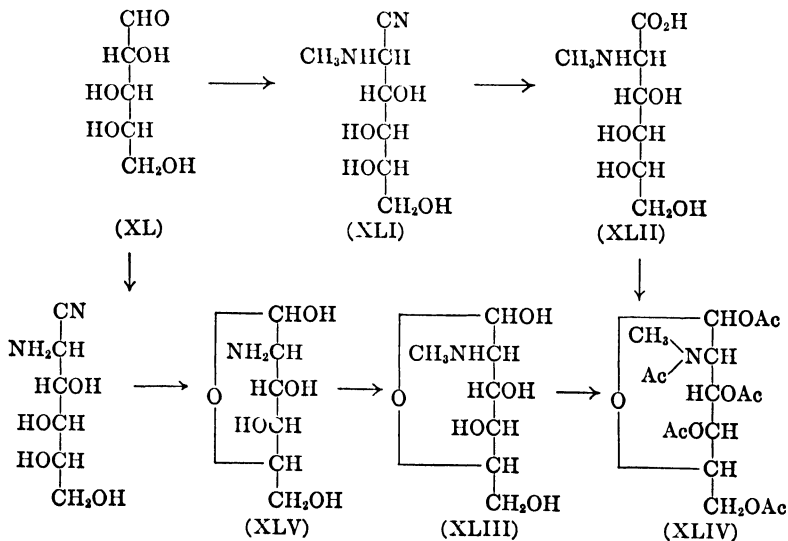 CHO
HCOH
HOCH
HOCH
CH₂OH
(XL)
CN
CH₃NHCH
HCOH
HOCH
HOCH
CH₂OH
(XLI)
CO₂H
CH₃NHCH
HCOH
HOCH
HOCH
CH₂OH
(XLII)
CN
NH₂CH
HCOH
HOCH
HOCH
CH₂OH
CHOH
NH₂CH
HCOH
O
HOCH
CH
CH₂OH
(XLV)
CHOH
CH₃NHCH
HCOH
O
HOCH
CH
CH₂OH
(XLIII)
CHOAc
CH₃
NCH
Ac
HCOAc
O
AcOCH
CH
CH₂OAc
(XLIV)